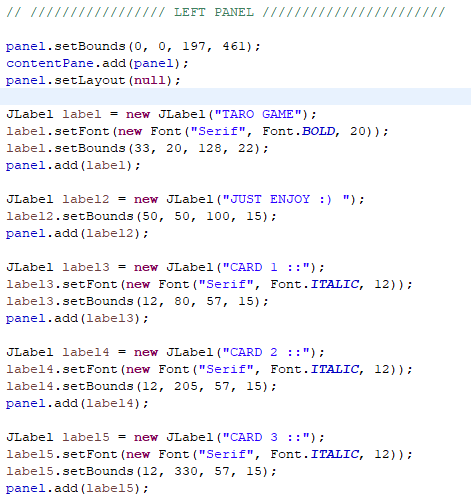 // ///////////////// LEFT PANEL ///////////////////////
panel.setBounds(0, 0, 197, 461);
contentPane.add(panel);
panel.setLayout(null);
JLabel label = new JLabel("TARO GAME");
label.setFont(new Font("Serif", Font.BOLD, 20));
label.setBounds(33, 20, 128, 22);
panel.add(label);
JLabel label2 = new JLabel("JUST ENJOY :) ");
label2.setBounds(50, 50, 100, 15);
panel.add(label2);
JLabel label3 = new JLabel("CARD 1 ::");
label3.setFont(new Font("Serif", Font.ITALIC, 12));
label3.setBounds(12, 80, 57, 15);
panel.add(label3);
JLabel label4 = new JLabel("CARD 2 ::");
label4.setFont(new Font("Serif", Font.ITALIC, 12));
label4.setBounds(12, 205, 57, 15);
panel.add(label4);
JLabel label5 = new JLabel("CARD 3 ::");
label5.setFont(new Font("Serif", Font.ITALIC, 12));
label5.setBounds(12, 330, 57, 15);
panel.add(label5);